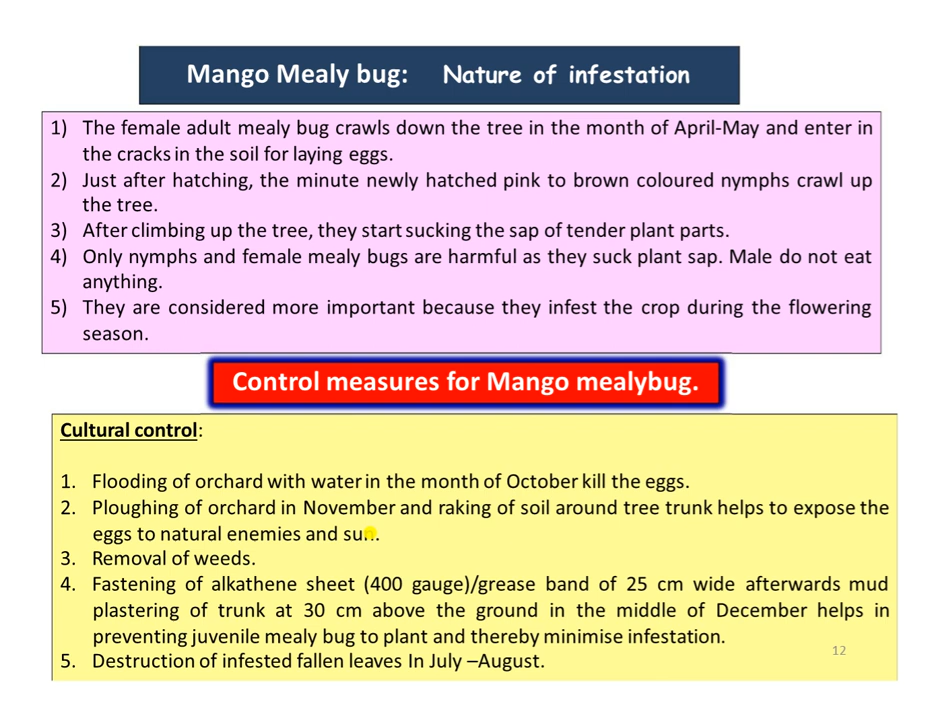 Mango Mealy bug: Nature of infestation
1) The female adult mealy bug crawls down the tree in the month of April-May and enter in
the cracks in the soil for laying eggs.
2) Just after hatching, the minute newly hatched pink to brown coloured nymphs crawl up
the tree.
3) After climbing up the tree, they start sucking the sap of tender plant parts.
4) Only nymphs and female mealy bugs are harmful as they suck plant sap. Male do not eat
anything.
5) They are considered more important because they infest the crop during the flowering
season.
Control measures for Mango mealybug.
Cultural control:
1. Flooding of orchard with water in the month of October kill the eggs.
2. Ploughing of orchard in November and raking of soil around tree trunk helps to expose the
eggs to natural enemies and sun.
3. Removal of weeds.
4. Fastening of alkathene sheet (400 gauge)/grease band of 25 cm wide afterwards mud
plastering of trunk at 30 cm above the ground in the middle of December helps in
preventing juvenile mealy bug to plant and thereby minimise infestation.
5. Destruction of infested fallen leaves In July –August.
12